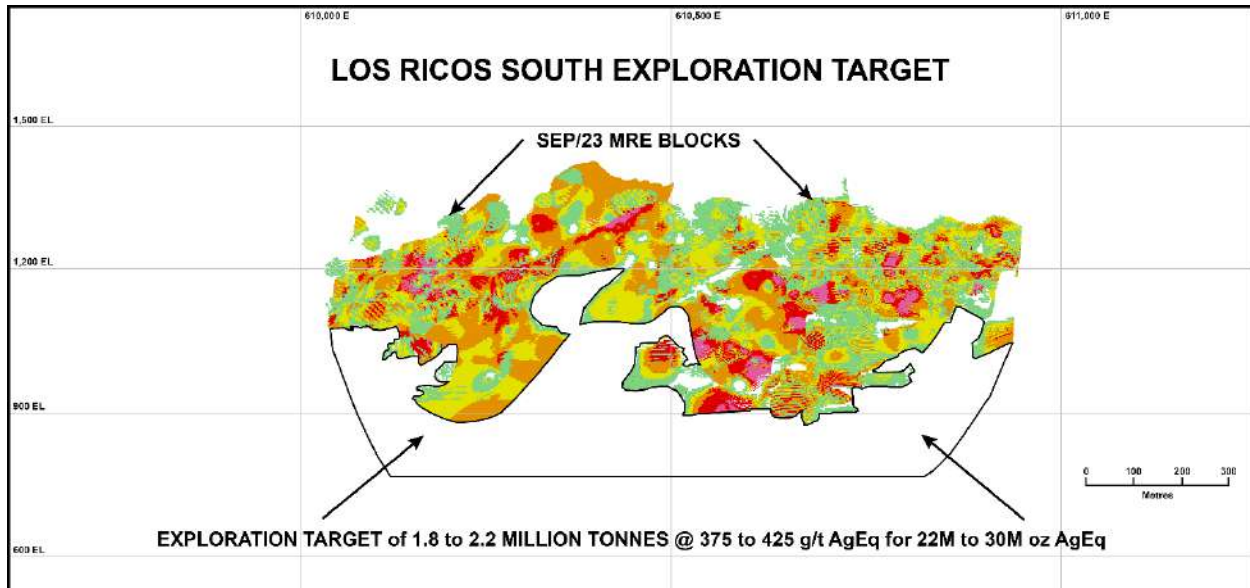 610,000 E
610,500 E
611,000 E
LOS RICOS SOUTH EXPLORATION TARGET
1,500 EL
SEP/23 MRE BLOCKS
1,200 EL
900 EL
0 100 200 300
Metres
EXPLORATION TARGET of 1.8 to 2.2 MILLION TONNES @ 375 to 425 g/t AgEq for 22M to 30M oz AgEq
600 EL